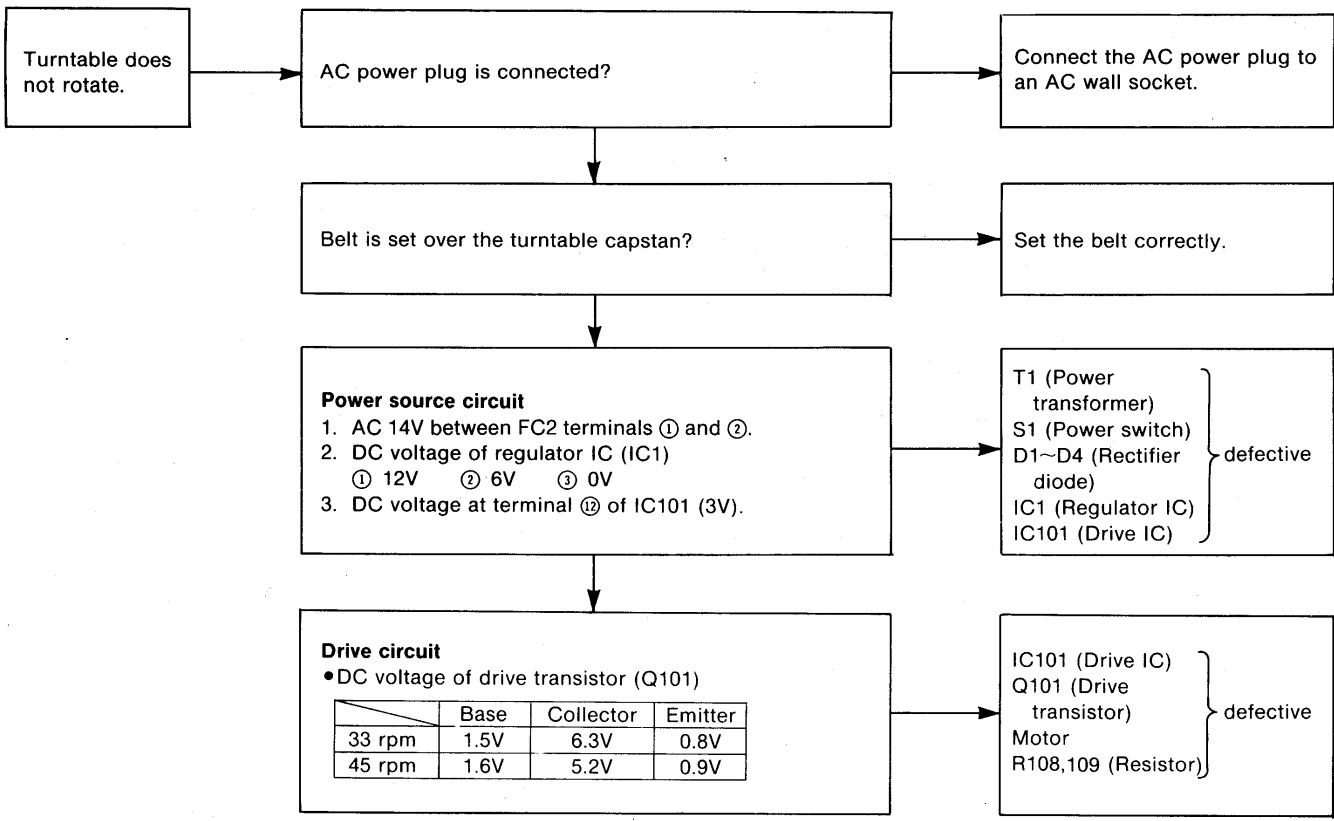 Turntable does
not rotate.
AC power plug is connected?
Connect the AC power plug to
an AC wall socket.
Belt is set over the turntable capstan?
Set the belt correctly.
Power source circuit
1. AC 14V between FC2 terminals ① and ②.
2. DC voltage of regulator IC (IC1)
① 12V ② 6V ③ 0V
3. DC voltage at terminal ⑫ of IC101 (3V).
T1 (Power
transformer)
S1 (Power switch)
D1~D4 (Rectifier
diode)
IC1 (Regulator IC)
IC101 (Drive IC)
defective
Drive circuit
●DC voltage of drive transistor (Q101)
Base Collector Emitter
33 rpm 1.5V 6.3V 0.8V
45 rpm 1.6V 5.2V 0.9V
IC101 (Drive IC)
Q101 (Drive
transistor)
Motor
R108,109 (Resistor)
defective